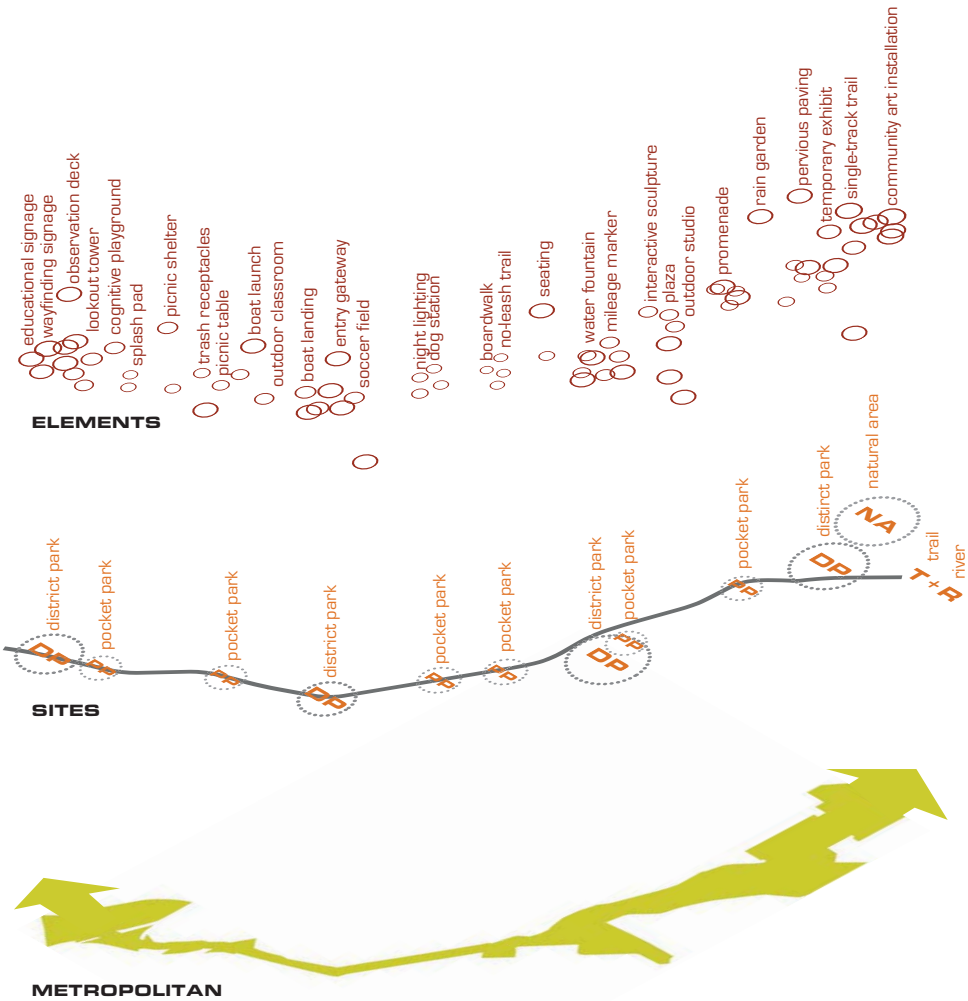 educational signage
wayfinding signage
observation deck
lookout tower
cognitive playground
splash pad
picnic shelter
trash receptacles
picnic table
boat launch
outdoor classroom
boat landing
entry gateway
soccer field
night lighting
dog station
boardwalk
no-leash trail
seating
water fountain
mileage marker
interactive sculpture
plaza
outdoor studio
promenade
rain garden
pervious paving
temporary exhibit
single-track trail
community art installation
ELEMENTS
district park
pocket park
pocket park
district park
pocket park
pocket park
district park
pocket park
pocket park
distirct park
natural area
trail
river
DP
PP
PP
DP
PP
PP
DP
PP
PP
DP
NA
T+R
SITES
METROPOLITAN